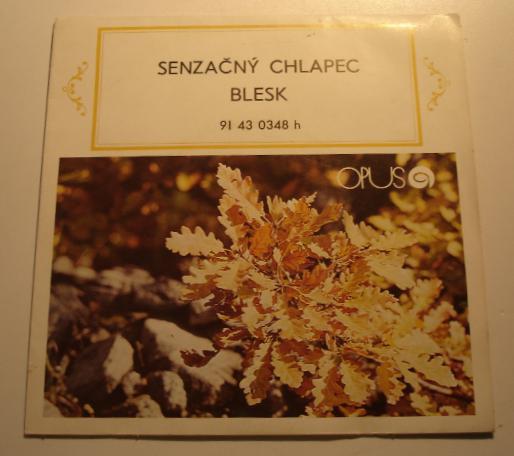 SENZAČNÝ CHLAPEC
BLESK
91 43 0348 h
OPUS